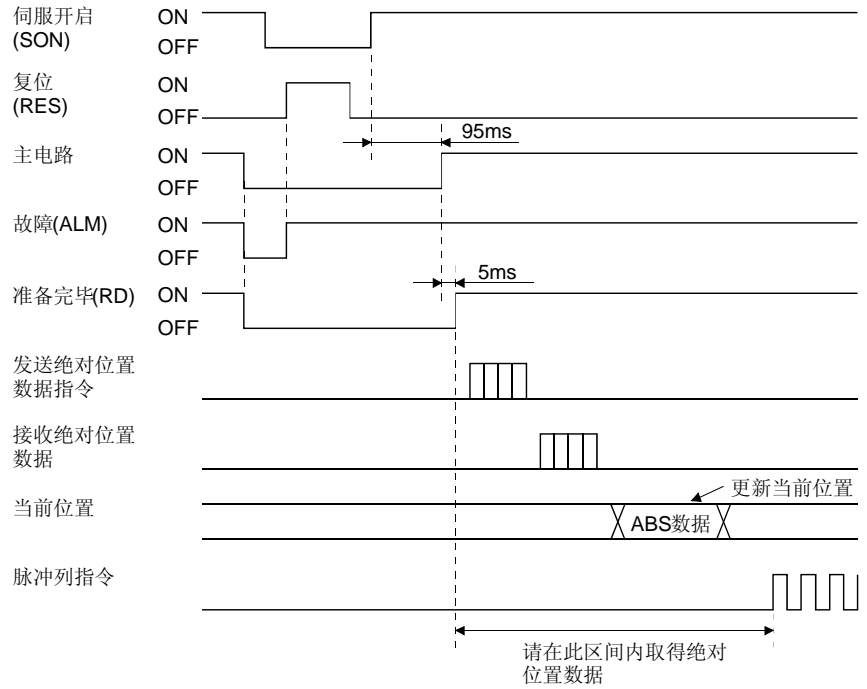 伺服开启 ON
(SON) OFF
复位 ON
(RES) OFF
95ms
主电路 ON
OFF
故障(ALM) ON
OFF
5ms
准备完毕(RD) ON
OFF
发送绝对位置
数据指令
接收绝对位置
数据
更新当前位置
当前位置
ABS数据
脉冲列指令
请在此区间内取得绝对
位置数据